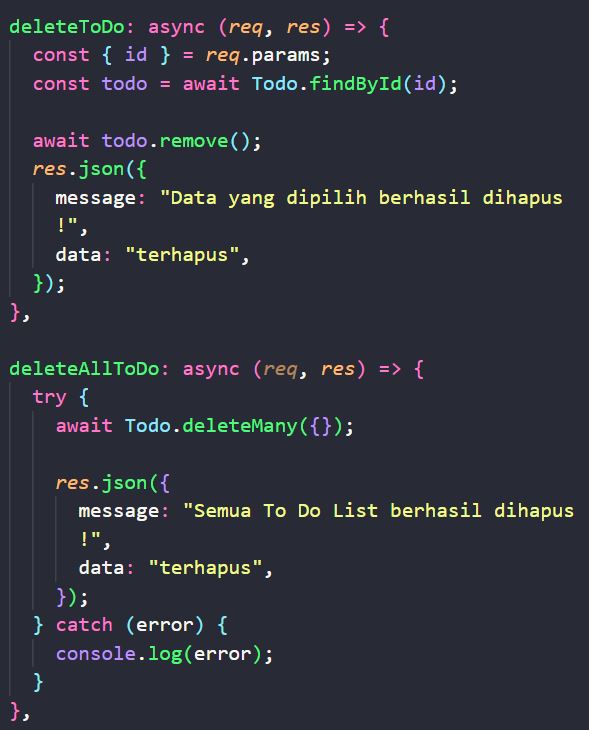 deleteToDo: async (req, res) => {
const { id } = req.params;
const todo = await Todo.findById(id);
await todo.remove();
res.json({
message: "Data yang dipilih berhasil dihapus
!",
data: "terhapus",
});
},
deleteAllToDo: async (req, res) => {
try {
await Todo.deleteMany({});
res.json({
message: "Semua To Do List berhasil dihapus
!",
data: "terhapus",
});
} catch (error) {
console.log(error);
}
},